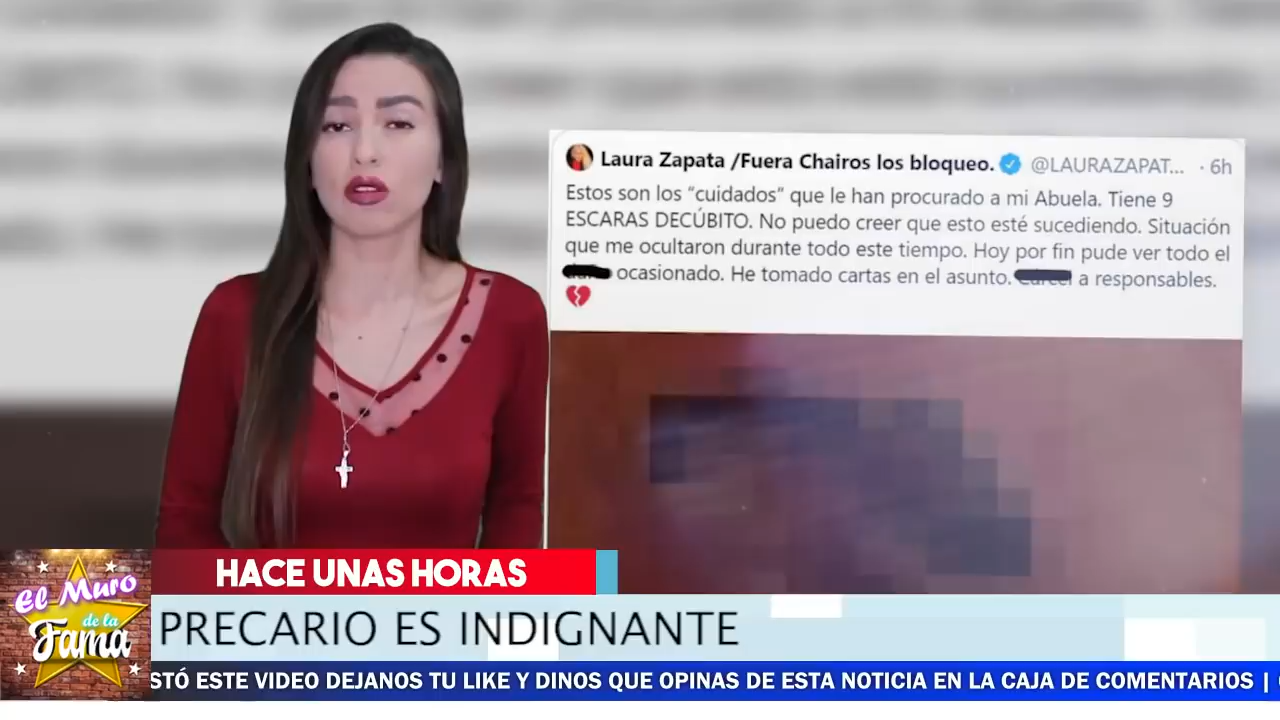 Laura Zapata /Fuera Chairos los bloqueo. @LAURAZAPAT... · 6h
Estos son los “cuidados” que le han procurado a mi Abuela. Tiene 9
ESCARAS DECÚBITO. No puedo creer que esto esté sucediendo. Situación
que me ocultaron durante todo este tiempo. Hoy por fin pude ver todo el
ocasionado. He tomado cartas en el asunto. a responsables.
HACE UNAS HORAS
PRECARIO ES INDIGNANTE
El Muro
de la
Fama
STÓ ESTE VIDEO DEJANOS TU LIKE Y DINOS QUE OPINAS DE ESTA NOTICIA EN LA CAJA DE COMENTARIOS |